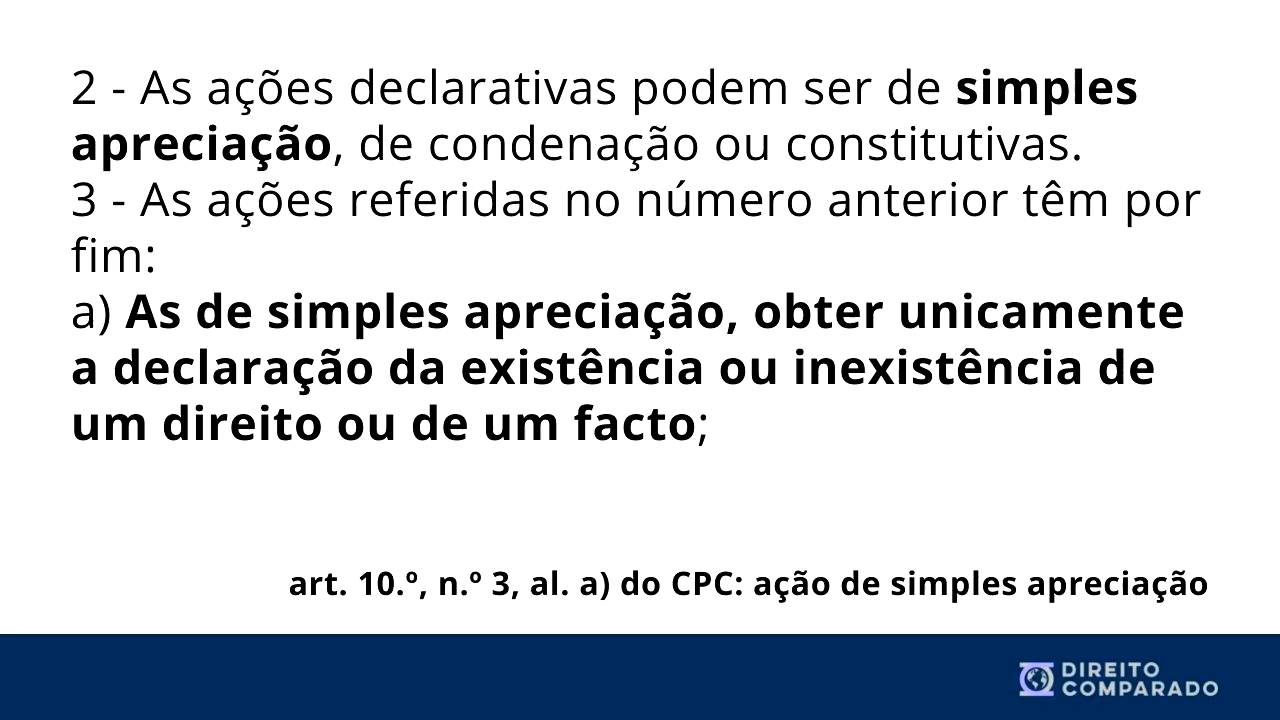 2 - As ações declarativas podem ser de simples
apreciação, de condenação ou constitutivas.
3 - As ações referidas no número anterior têm por
fim:
a) As de simples apreciação, obter unicamente
a declaração da existência ou inexistência de
um direito ou de um facto;
art. 10.º, n.º 3, al. a) do CPC: ação de simples apreciação
DIREITO
COMPARADO